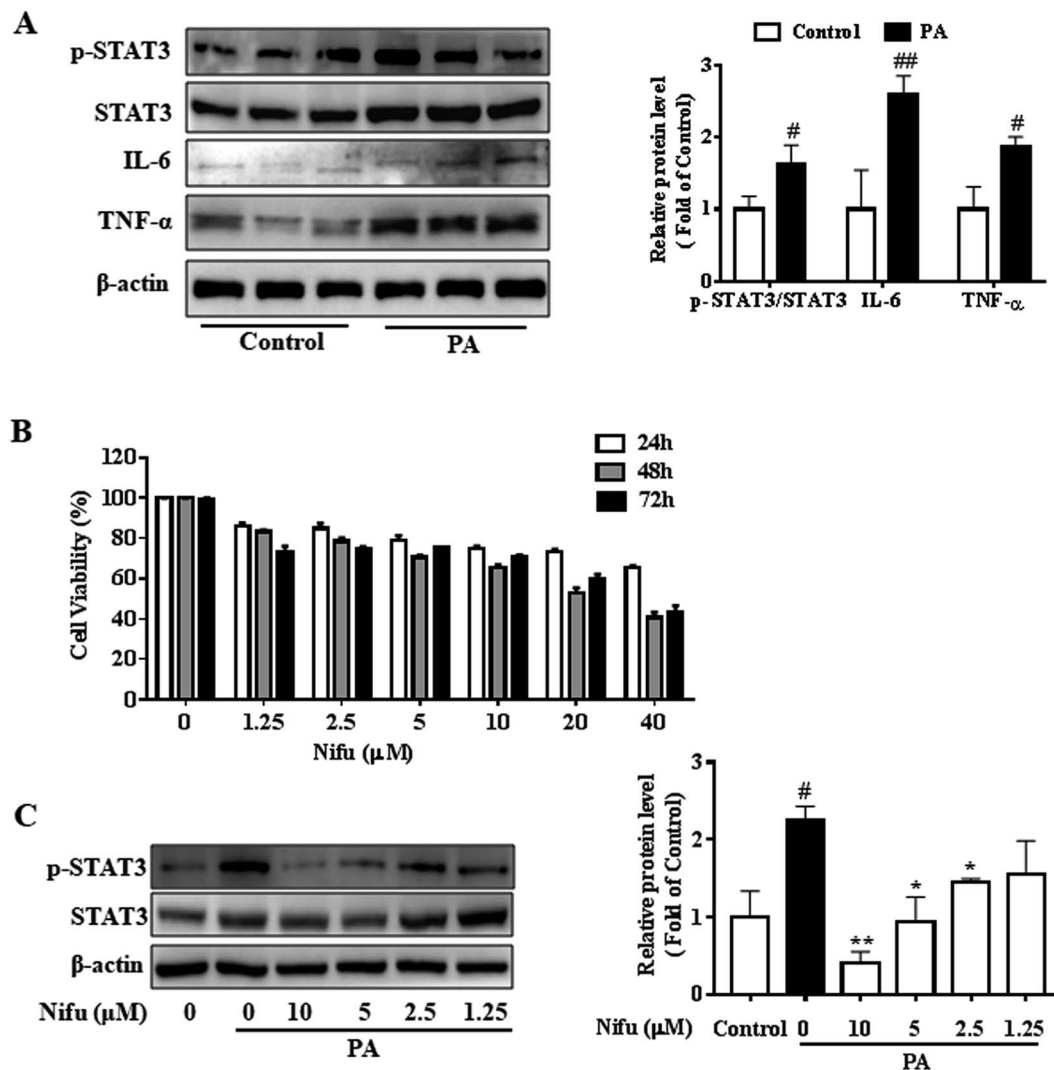 A
p-STAT3
STAT3
IL-6
TNF-α
β-actin
Control PA
Control PA
Relative protein level
( Fold of Control)
3
2
1
0
# ## #
p-STAT3/STAT3 IL-6 TNF-α
B
Cell Viability (%)
120
100
80
60
40
20
0
24h
48h
72h
0 1.25 2.5 5 10 20 40
Nifu (μM)
C
p-STAT3
STAT3
β-actin
Nifu (μM) 0 0 10 5 2.5 1.25
PA
Relative protein level
( Fold of Control)
3
2
1
0
# ** * *
Nifu (μM) Control 0 10 5 2.5 1.25
PA